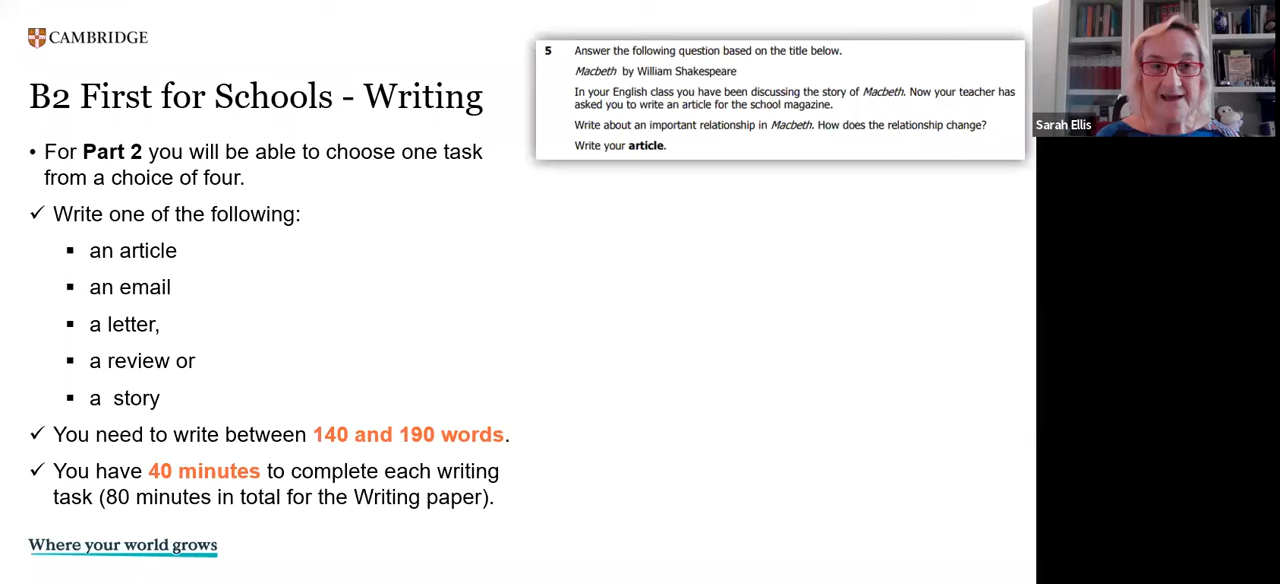 CAMBRIDGE
B2 First for Schools - Writing
• For Part 2 you will be able to choose one task
from a choice of four.
✓ Write one of the following:
▪ an article
▪ an email
▪ a letter,
▪ a review or
▪ a story
✓ You need to write between 140 and 190 words.
✓ You have 40 minutes to complete each writing
task (80 minutes in total for the Writing paper).
Where your world grows
5 Answer the following question based on the title below.
Macbeth by William Shakespeare
In your English class you have been discussing the story of Macbeth. Now your teacher has
asked you to write an article for the school magazine.
Write about an important relationship in Macbeth. How does the relationship change?
Write your article.
Sarah Ellis